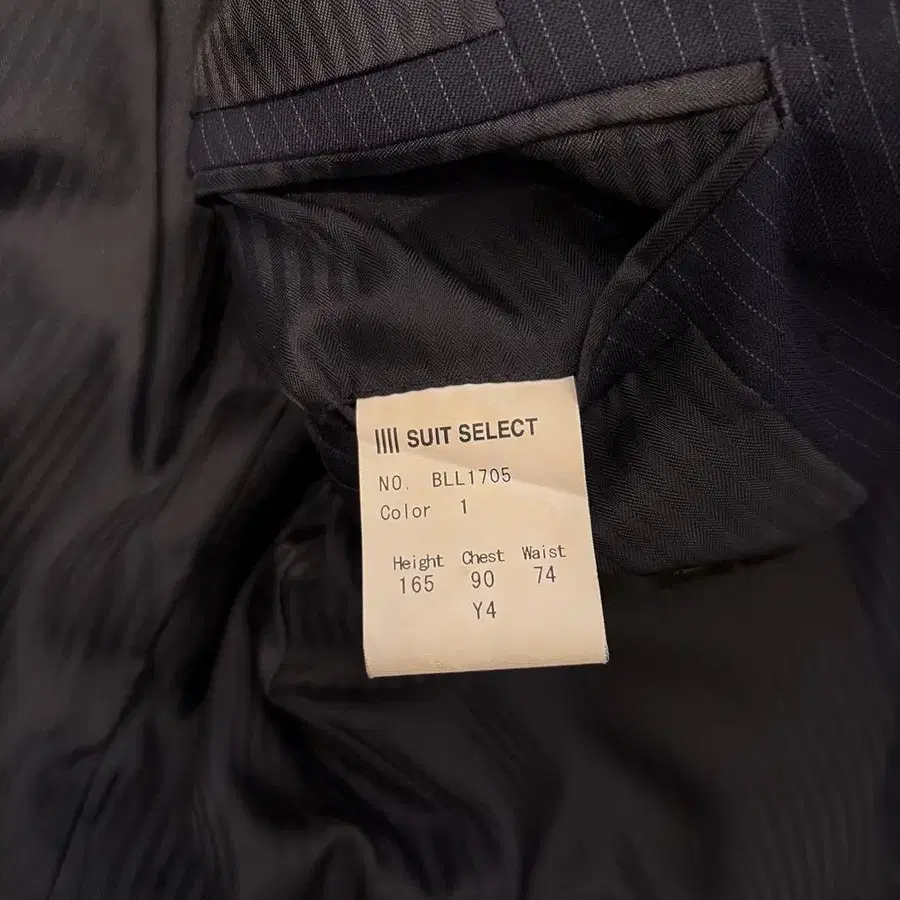 SUIT SELECT
NO. BLL1705
Color 1
Height Chest Waist
165 90 74
Y4